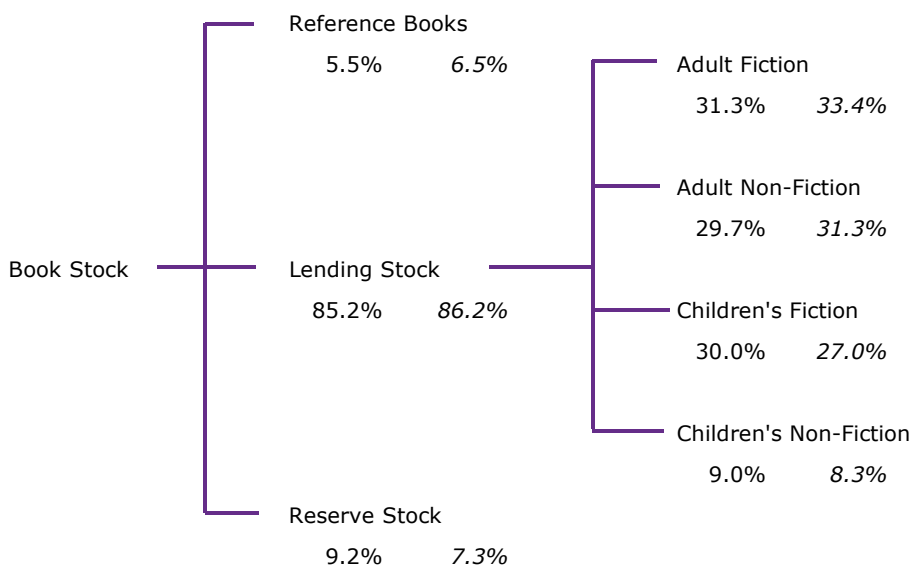 Reference Books
5.5% 6.5%
Adult Fiction
31.3% 33.4%
Adult Non-Fiction
29.7% 31.3%
Book Stock
Lending Stock
85.2% 86.2%
Children's Fiction
30.0% 27.0%
Children's Non-Fiction
9.0% 8.3%
Reserve Stock
9.2% 7.3%